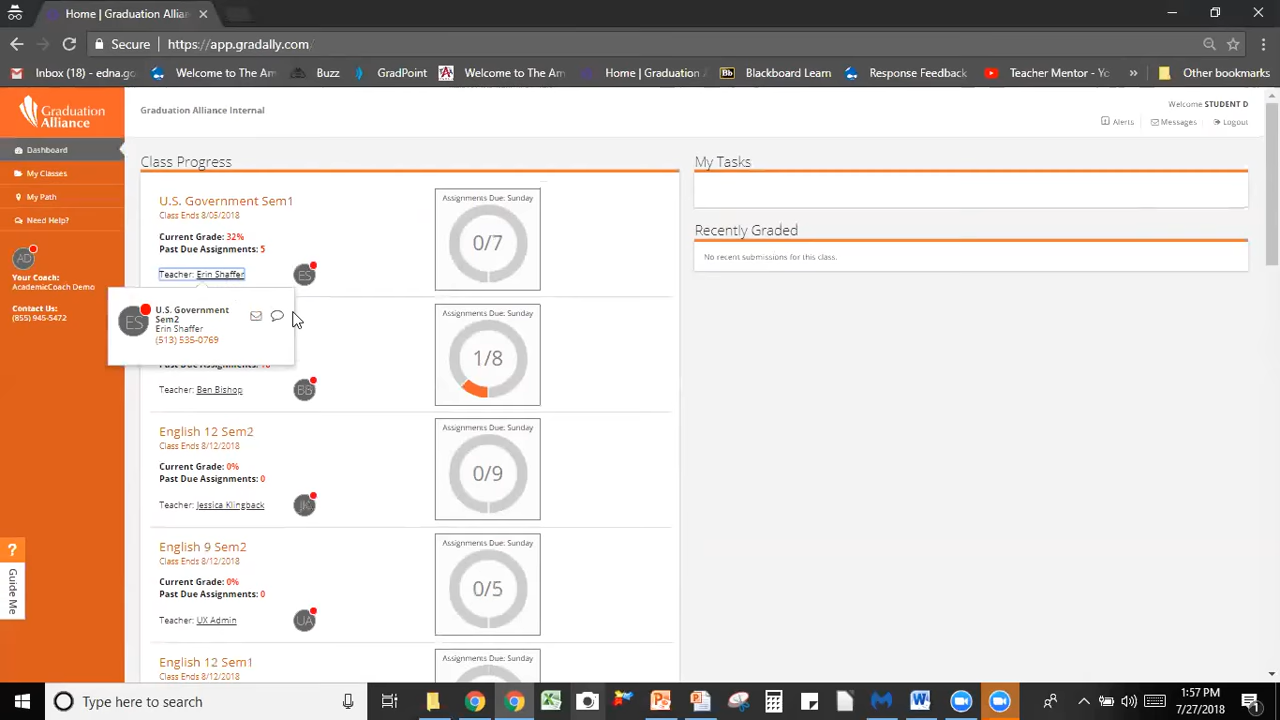 Home | Graduation Allianc
Secure
https://app.gradally.com
Inbox (18) - edna.go
Welcome to The Am
Buzz
GradPoint
Welcome to The Am
Home | Graduation
Blackboard Learn
Response Feedback
Teacher Mentor - Yo
Other bookmarks
Graduation
Alliance
Graduation Alliance Internal
Welcome STUDENT D
Alerts
Messages
Logout
Dashboard
My Classes
My Path
Need Help?
AD
Your Coach:
AcademicCoach Demo
Contact Us:
(855) 945-5472
?
Guide Me
Class Progress
U.S. Government Sem1
Class Ends 8/05/2018
Current Grade: 32%
Past Due Assignments: 5
Teacher: Erin Shaffer
ES
Assignments Due: Sunday
0/7
ES
U.S. Government
Sem2
Erin Shaffer
(513) 535-0769
Teacher: Ben Bishop
BB
Assignments Due: Sunday
1/8
English 12 Sem2
Class Ends 8/12/2018
Current Grade: 0%
Past Due Assignments: 0
Teacher: Jessica Klingback
JK
Assignments Due: Sunday
0/9
English 9 Sem2
Class Ends 8/12/2018
Current Grade: 0%
Past Due Assignments: 0
Teacher: UX Admin
UA
Assignments Due: Sunday
0/5
English 12 Sem1
Class Ends 8/12/2018
Assignments Due: Sunday
My Tasks
Recently Graded
No recent submissions for this class.
Type here to search
1:57 PM
7/27/2018